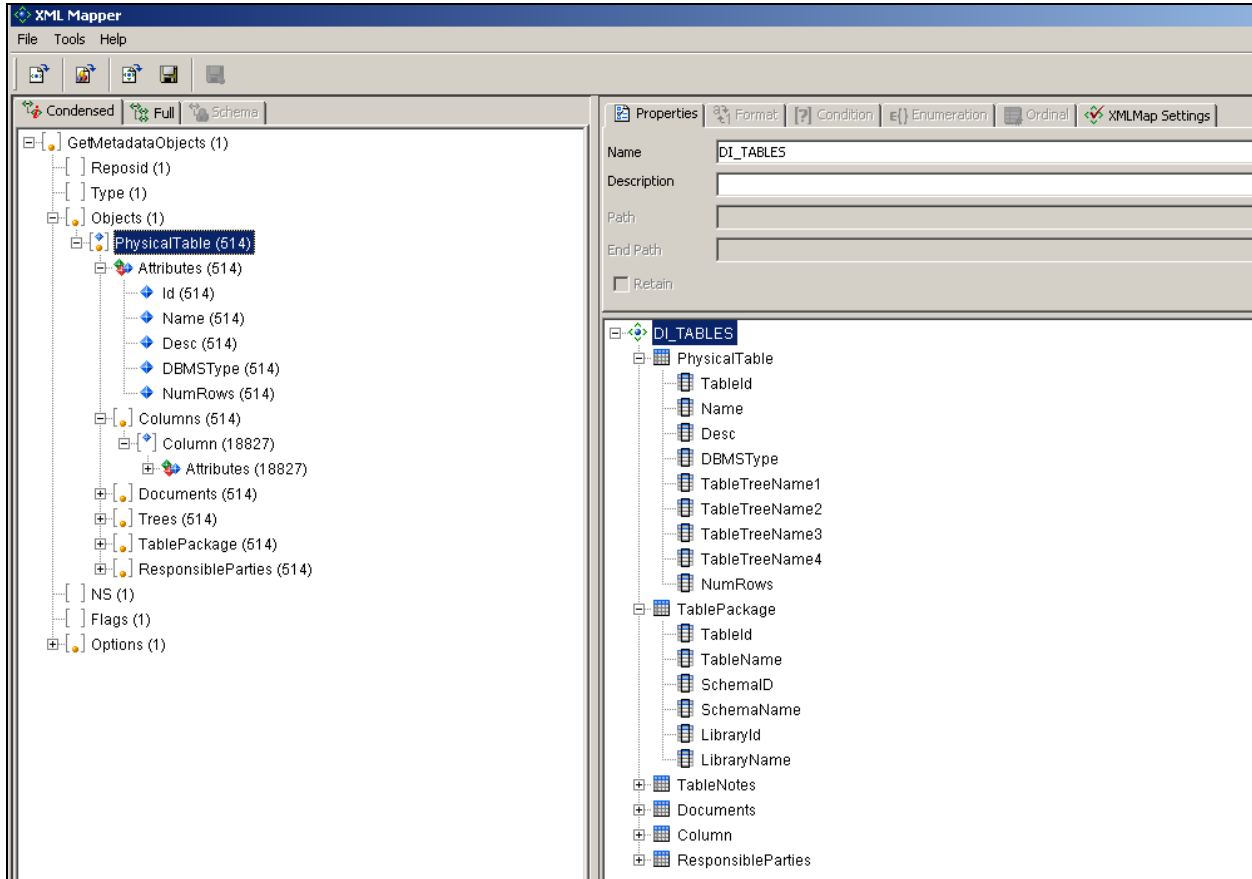 XML Mapper
File Tools Help
Condensed Full Schema
GetMetadataObjects (1)
Reposid (1)
Type (1)
Objects (1)
PhysicalTable (514)
Attributes (514)
Id (514)
Name (514)
Desc (514)
DBMSType (514)
NumRows (514)
Columns (514)
Column (18827)
Attributes (18827)
Documents (514)
Trees (514)
TablePackage (514)
ResponsibleParties (514)
NS (1)
Flags (1)
Options (1)
Properties Format [?] Condition E{} Enumeration Ordinal XMLMap Settings
Name DI_TABLES
Description
Path
End Path
Retain
DI_TABLES
PhysicalTable
TableId
Name
Desc
DBMSType
TableTreeName1
TableTreeName2
TableTreeName3
TableTreeName4
NumRows
TablePackage
TableId
TableName
SchemaID
SchemaName
LibraryId
LibraryName
TableNotes
Documents
Column
ResponsibleParties